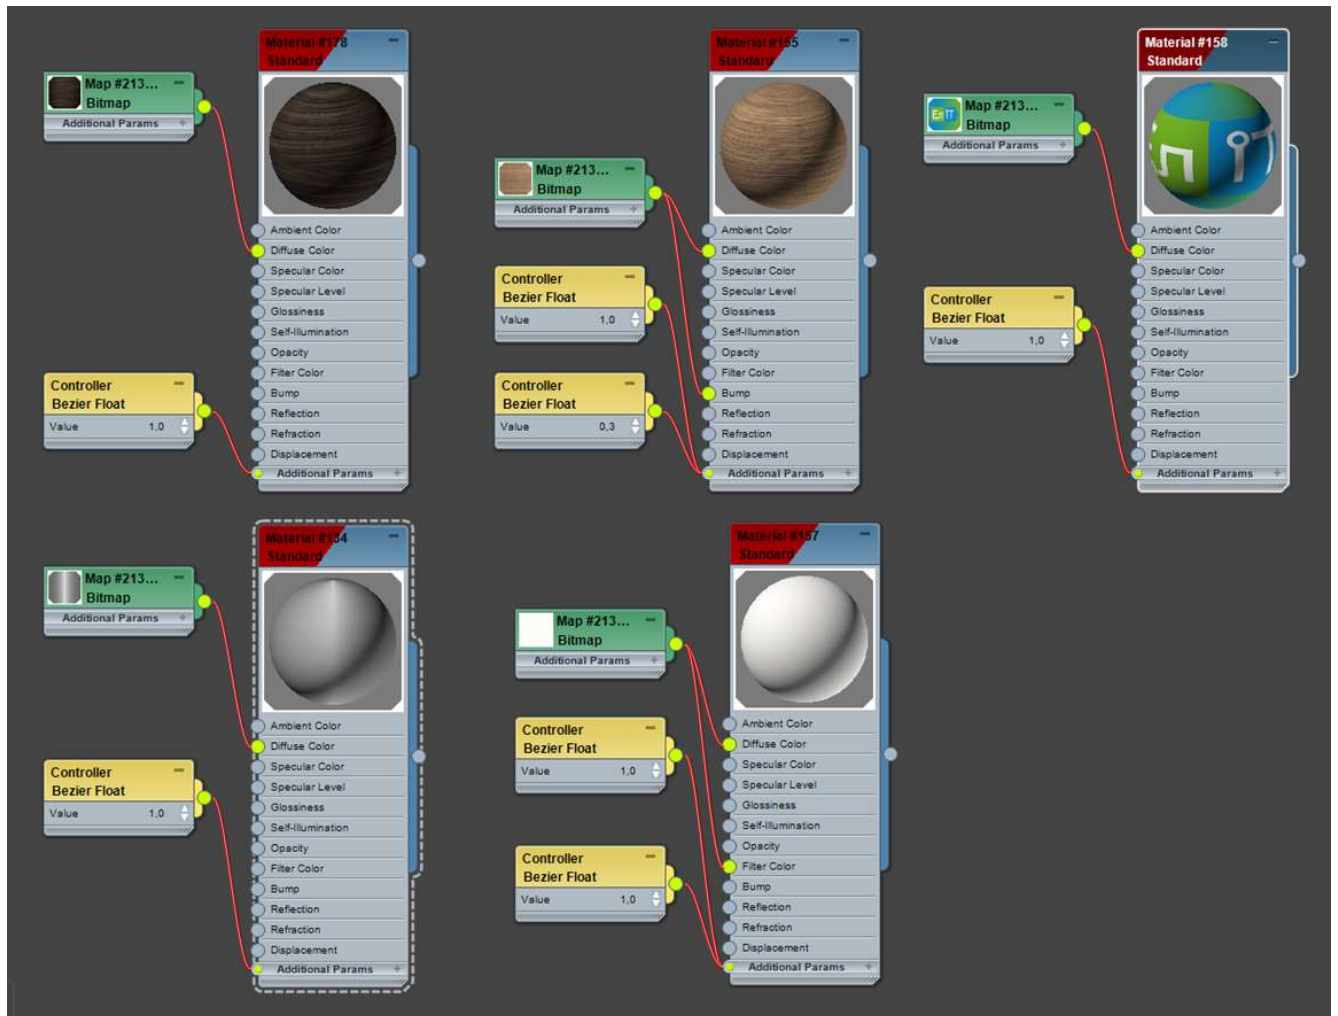 Material #178
Standard
Map #213...
Bitmap
Additional Params
Ambient Color
Diffuse Color
Specular Color
Specular Level
Glossiness
Self-Illumination
Opacity
Filter Color
Bump
Reflection
Refraction
Displacement
Additional Params
Controller
Bezier Float
Value 1,0
Material #155
Standard
Map #213...
Bitmap
Additional Params
Controller
Bezier Float
Value 1,0
Controller
Bezier Float
Value 0,3
Ambient Color
Diffuse Color
Specular Color
Specular Level
Glossiness
Self-Illumination
Opacity
Filter Color
Bump
Reflection
Refraction
Displacement
Additional Params
Material #158
Standard
Map #213...
Bitmap
Additional Params
Controller
Bezier Float
Value 1,0
Ambient Color
Diffuse Color
Specular Color
Specular Level
Glossiness
Self-Illumination
Opacity
Filter Color
Bump
Reflection
Refraction
Displacement
Additional Params
Material #134
Standard
Map #213...
Bitmap
Additional Params
Controller
Bezier Float
Value 1,0
Ambient Color
Diffuse Color
Specular Color
Specular Level
Glossiness
Self-Illumination
Opacity
Filter Color
Bump
Reflection
Refraction
Displacement
Additional Params
Material #157
Standard
Map #213...
Bitmap
Additional Params
Controller
Bezier Float
Value 1,0
Controller
Bezier Float
Value 1,0
Ambient Color
Diffuse Color
Specular Color
Specular Level
Glossiness
Self-Illumination
Opacity
Filter Color
Bump
Reflection
Refraction
Displacement
Additional Params